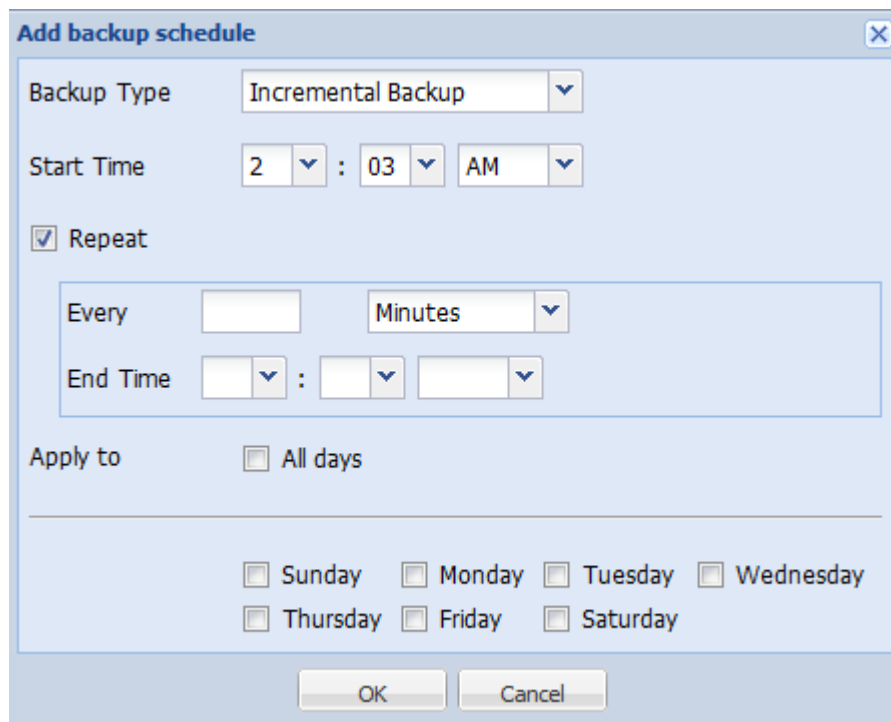 Add backup schedule
Backup Type Incremental Backup
Start Time 2 : 03 AM
Repeat
Every Minutes
End Time :
Apply to All days
Sunday Monday Tuesday Wednesday
Thursday Friday Saturday
OK Cancel